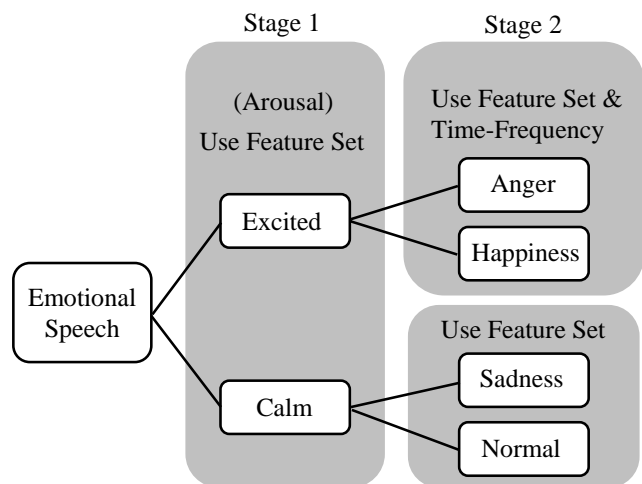 Stage 1
Stage 2
(Arousal)
Use Feature Set
Use Feature Set &
Time-Frequency
Anger
Excited
Happiness
Emotional
Speech
Use Feature Set
Sadness
Calm
Normal